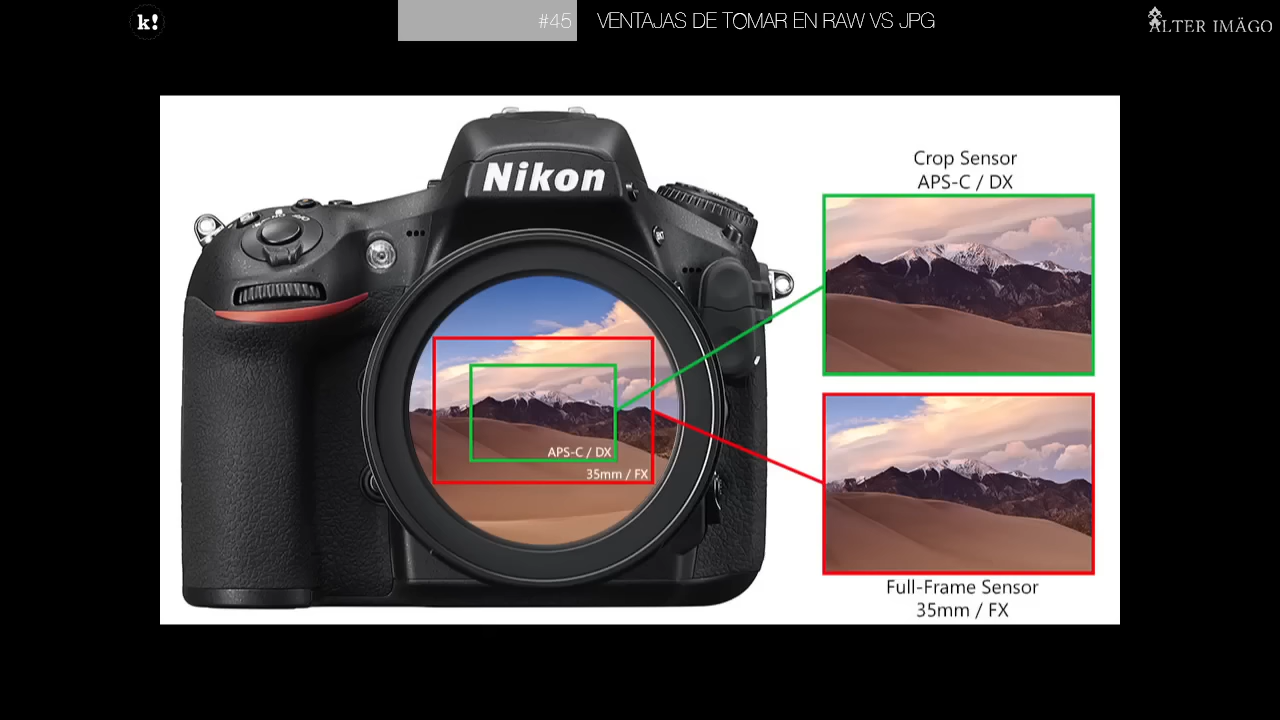 k!
#45
VENTAJAS DE TOMAR EN RAW VS JPG
ALTER IMÄGO
Nikon
Crop Sensor
APS-C / DX
APS-C / DX
35mm / FX
Full-Frame Sensor
35mm / FX